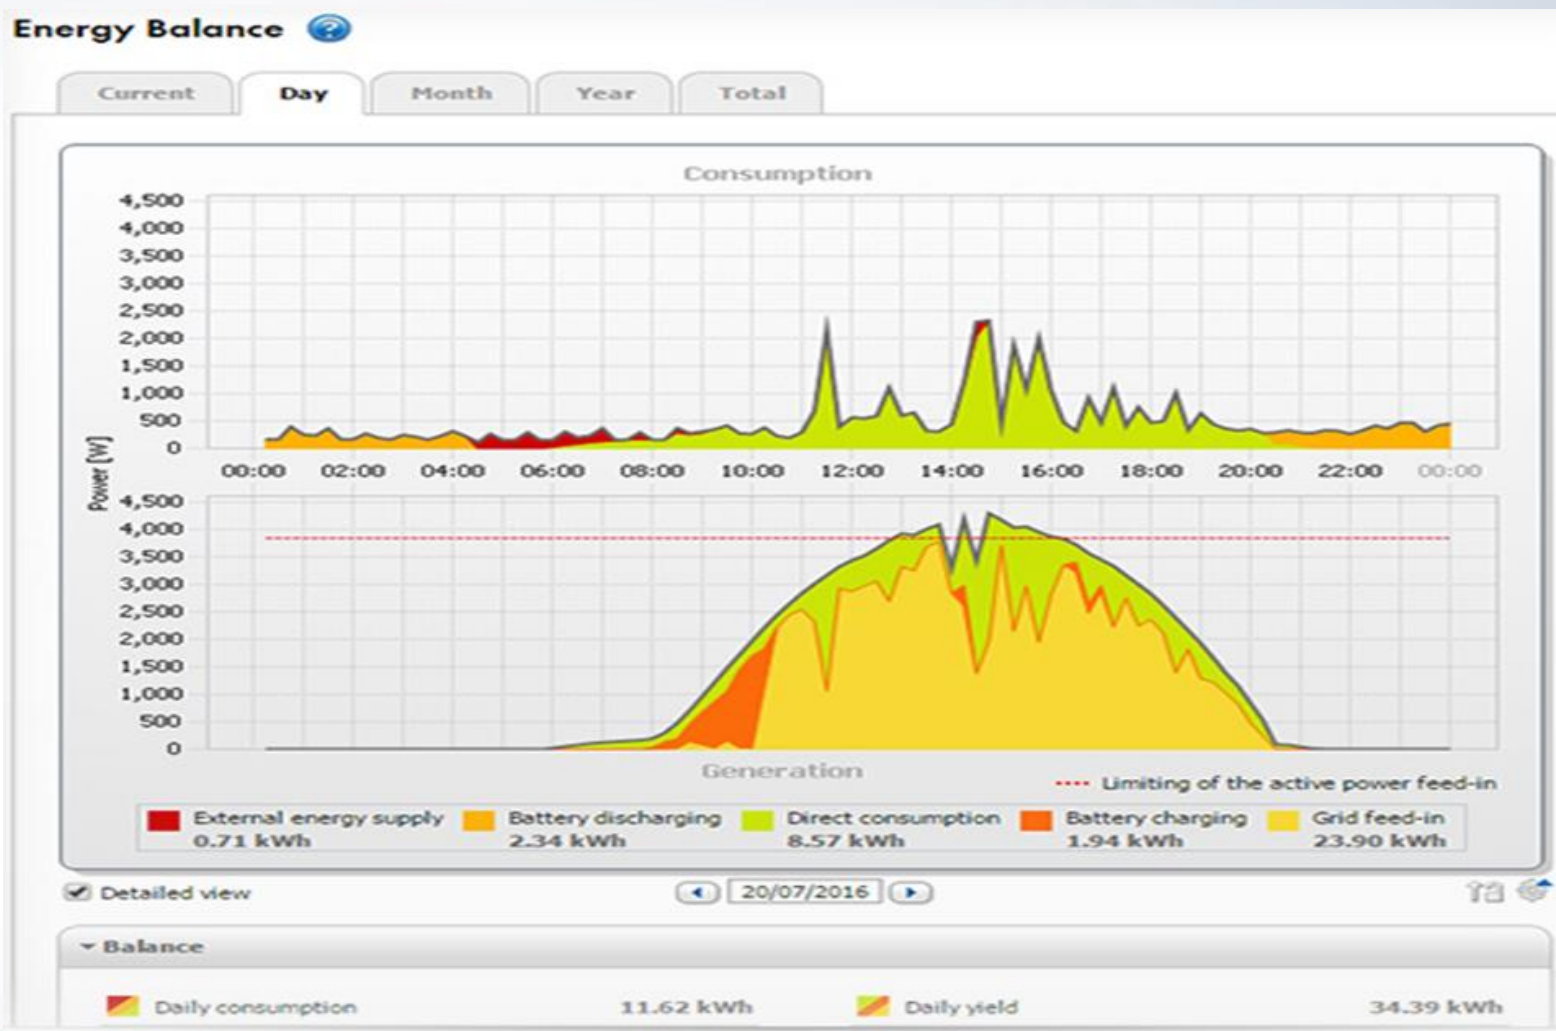 Energy Balance ?
Current Day Month Year Total
Consumption
4,500
4,000
3,500
3,000
2,500
2,000
1,500
1,000
500
0
00:00 02:00 04:00 06:00 08:00 10:00 12:00 14:00 16:00 18:00 20:00 22:00 00:00
Power [W]
4,500
4,000
3,500
3,000
2,500
2,000
1,500
1,000
500
0
Generation
Limiting of the active power feed-in
External energy supply Battery discharging Direct consumption Battery charging Grid feed-in
0.71 kWh 2.34 kWh 8.57 kWh 1.94 kWh 23.90 kWh
Detailed view 20/07/2016
Balance
Daily consumption 11.62 kWh Daily yield 34.39 kWh